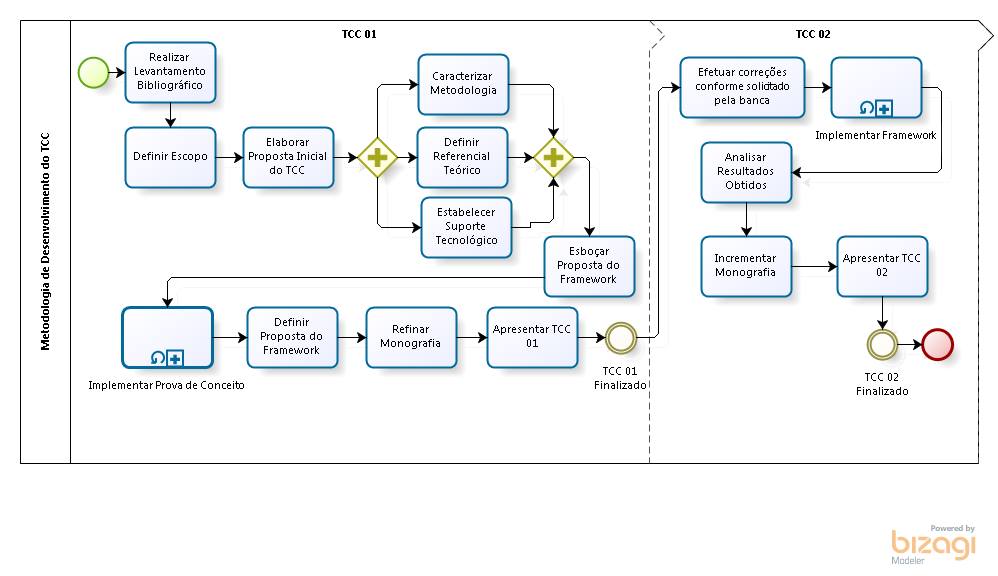 Metodologia de Desenvolvimento do TCC
TCC 01
TCC 02
Realizar
Levantamento
Bibliográfico
Definir Escopo
Elaborar
Proposta Inicial
do TCC
Caracterizar
Metodologia
Definir
Referencial
Teórico
Estabelecer
Suporte
Tecnológico
Esboçar
Proposta do
Framework
Implementar Prova de Conceito
Definir
Proposta do
Framework
Refinar
Monografia
Apresentar TCC
01
TCC 01
Finalizado
Efetuar correções
conforme solicitado
pela banca
Implementar Framework
Analisar
Resultados
Obtidos
Incrementar
Monografia
Apresentar TCC
02
TCC 02
Finalizado
Powered by
bizagi
Modeler